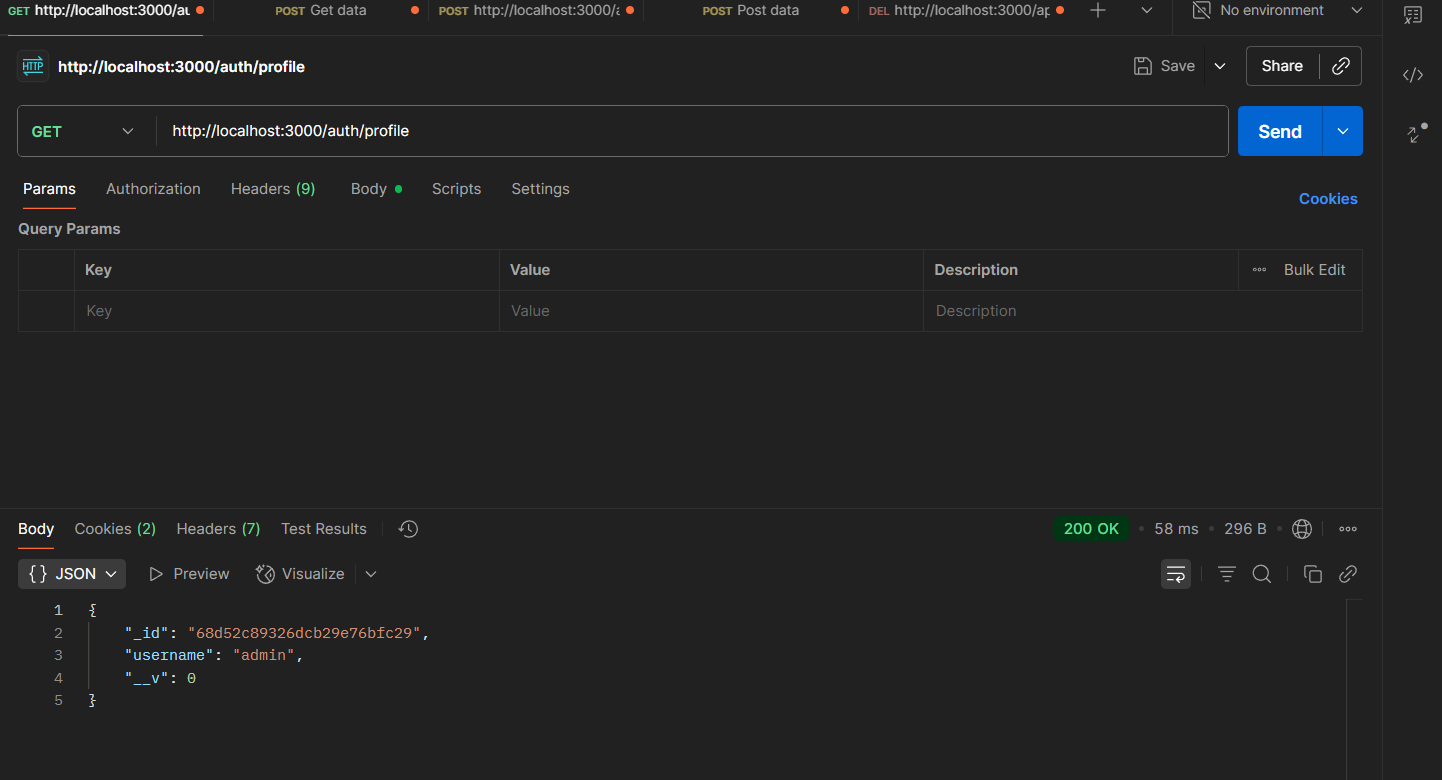 GET http://localhost:3000/au POST Get data POST http://localhost:3000/a POST Post data DEL http://localhost:3000/ap No environment
HTTP http://localhost:3000/auth/profile Save Share
GET http://localhost:3000/auth/profile Send
Params Authorization Headers (9) Body Scripts Settings Cookies
Query Params
Key Value Description Bulk Edit
Key Value Description
Body Cookies (2) Headers (7) Test Results 200 OK 58 ms 296 B
{} JSON Preview Visualize
1 {
2 "_id": "68d52c89326dcb29e76bfc29",
3 "username": "admin",
4 "__v": 0
5 }